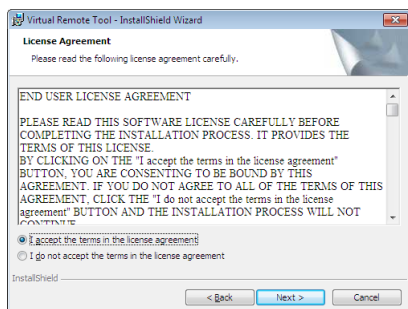 Virtual Remote Tool - InstallShield Wizard
License Agreement
Please read the following license agreement carefully.
END USER LICENSE AGREEMENT
PLEASE READ THIS SOFTWARE LICENSE CAREFULLY BEFORE
COMPLETING THE INSTALLATION PROCESS. IT PROVIDES THE
TERMS OF THIS LICENSE.
BY CLICKING ON THE "I accept the terms in the license agreement"
BUTTON, YOU ARE CONSENTING TO BE BOUND BY THIS
AGREEMENT. IF YOU DO NOT AGREE TO ALL OF THE TERMS OF THIS
AGREEMENT, CLICK THE "I do not accept the terms in the license
agreement" BUTTON AND THE INSTALLATION PROCESS WILL NOT
CONTINUE.
I accept the terms in the license agreement
I do not accept the terms in the license agreement
InstallShield
< Back
Next >
Cancel